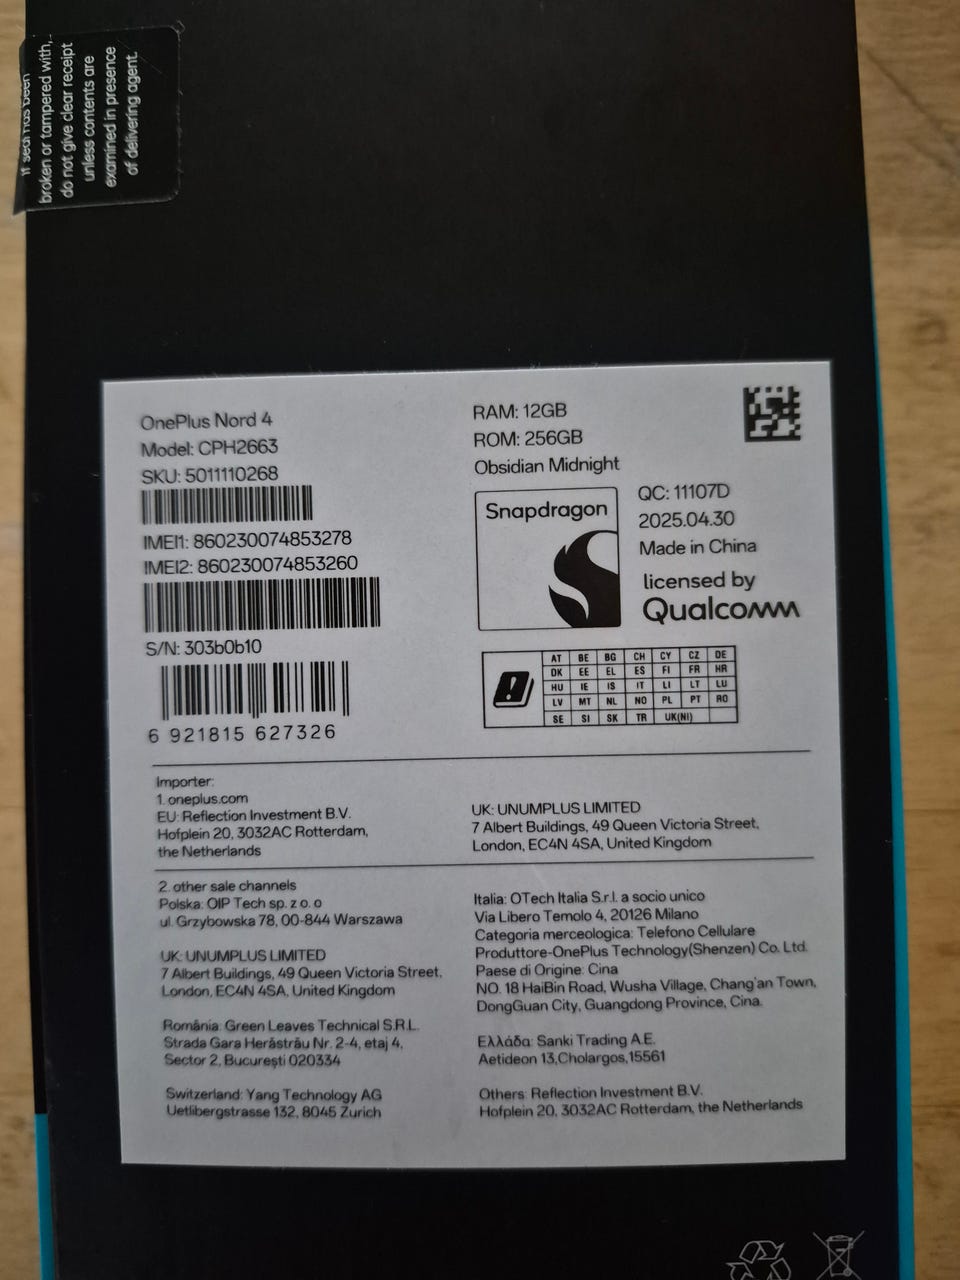 If seal has been
broken or tampered with,
do not give clear receipt
unless contents are
examined in presence
of delivering agent.
OnePlus Nord 4
Model: CPH2663
SKU: 5011110268
IMEI1: 860230074853278
IMEI2: 860230074853260
S/N: 303b0b10
6 921815 627326
RAM: 12GB
ROM: 256GB
Obsidian Midnight
Snapdragon
QC: 11107D
2025.04.30
Made in China
licensed by
Qualcomm
AT BE BG CH CY CZ DE
DK EE EL ES FI FR HR
HU IE IS IT LI LT LU
LV MT NL NO PL PT RO
SE SI SK TR UK(NI)
Importer:
1. oneplus.com
EU: Reflection Investment B.V.
Hofplein 20, 3032AC Rotterdam,
the Netherlands
UK: UNUMPLUS LIMITED
7 Albert Buildings, 49 Queen Victoria Street,
London, EC4N 4SA, United Kingdom
2. other sale channels
Polska: OIP Tech sp. z o. o
ul. Grzybowska 78, 00-844 Warszawa
UK: UNUMPLUS LIMITED
7 Albert Buildings, 49 Queen Victoria Street,
London, EC4N 4SA, United Kingdom
România: Green Leaves Technical S.R.L.
Strada Gara Herăstrău Nr. 2-4, etaj 4,
Sector 2, București 020334
Switzerland: Yang Technology AG
Uetlibergstrasse 132, 8045 Zurich
Italia: OTech Italia S.r.l. a socio unico
Via Libero Temolo 4, 20126 Milano
Categoria merceologica: Telefono Cellulare
Produttore-OnePlus Technology(Shenzen) Co. Ltd.
Paese di Origine: Cina
NO. 18 HaiBin Road, Wusha Village, Chang'an Town,
DongGuan City, Guangdong Province, Cina.
Ελλάδα: Sanki Trading A.E.
Aetideon 13,Cholargos,15561
Others: Reflection Investment B.V.
Hofplein 20, 3032AC Rotterdam, the Netherlands